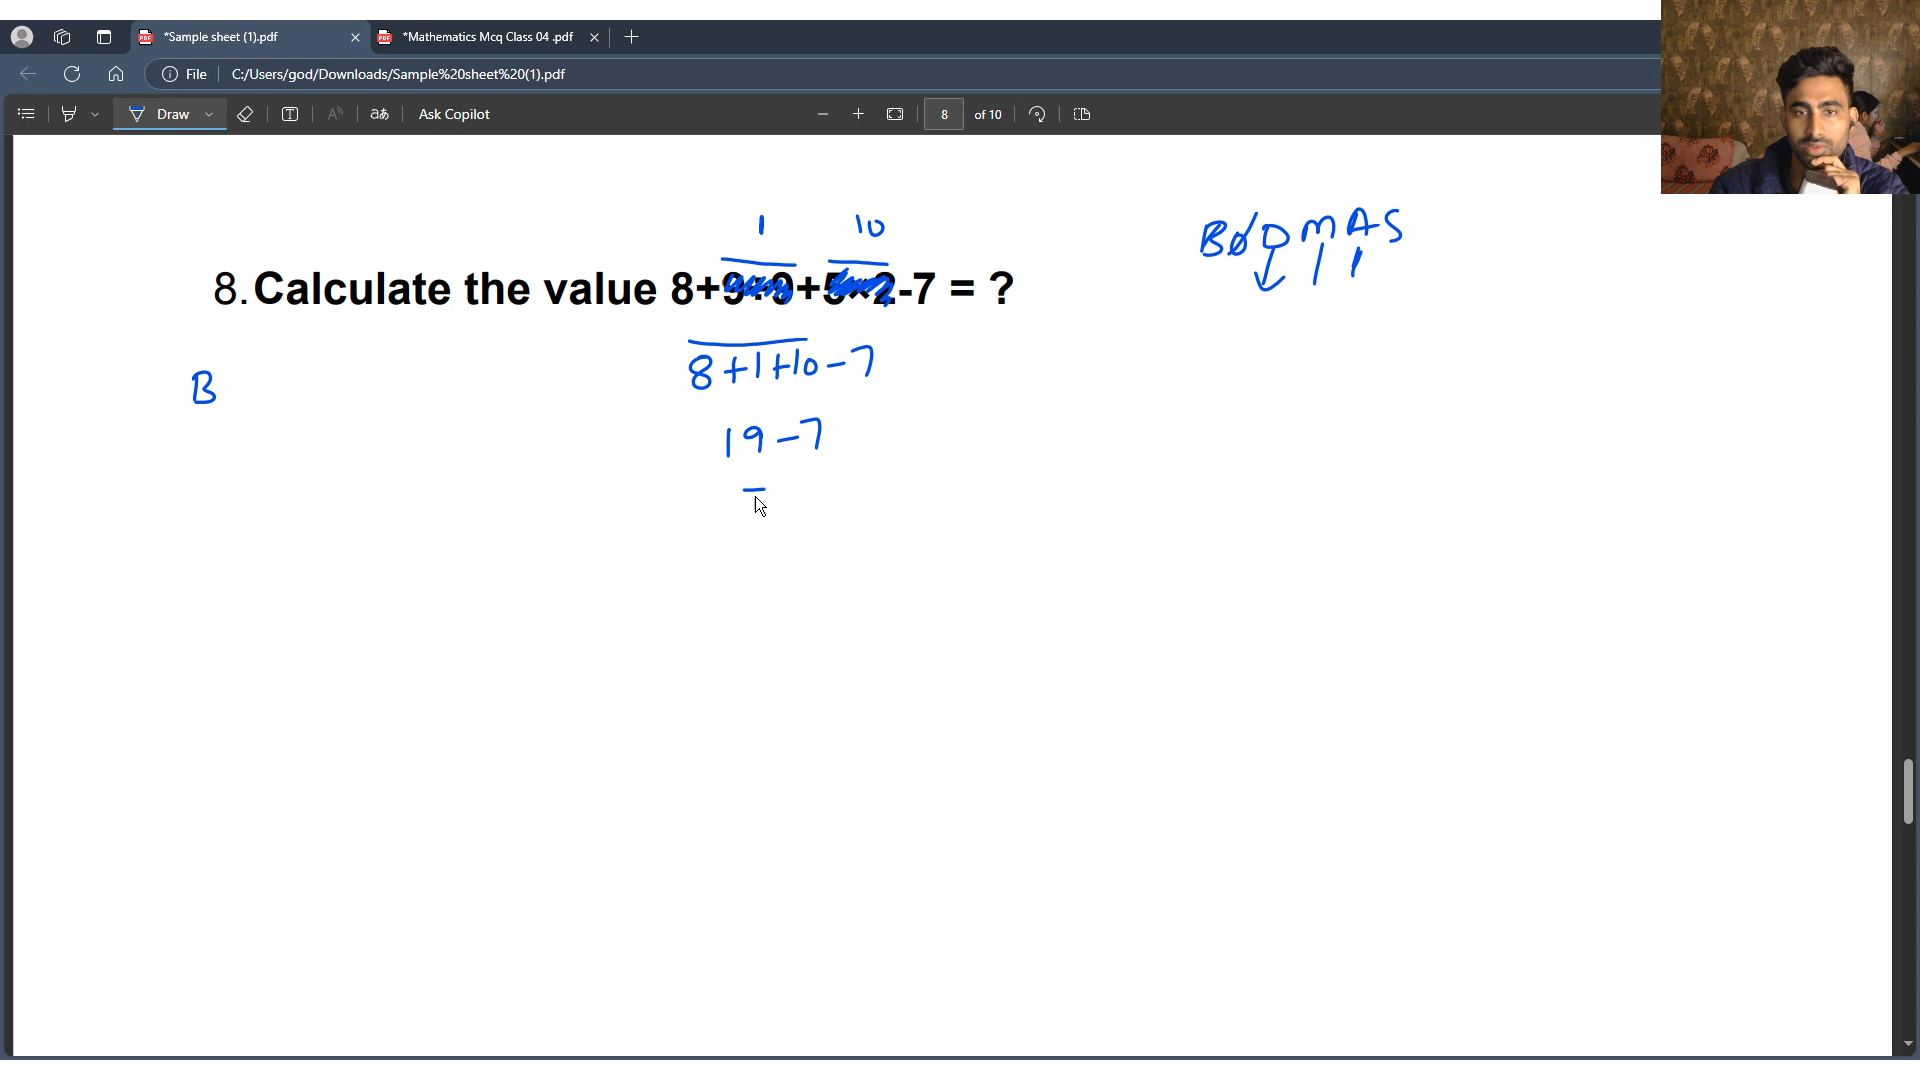 *Sample sheet (1).pdf
*Mathematics Mcq Class 04 .pdf
File
C:/Users/god/Downloads/Sample%20sheet%20(1).pdf
Draw
Ask Copilot
8
of 10
1 10
BODMAS
8. Calculate the value 8+9÷9+5×2-7 = ?
8+1+10-7
B
19-7